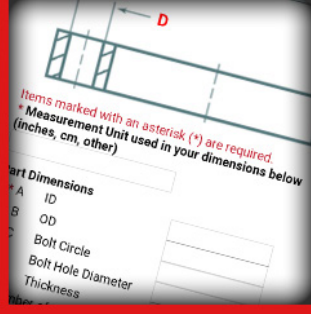 D
Items marked with an asterisk (*) are required.
* Measurement Unit used in your dimensions below
(inches, cm, other)
Dimensions
* A ID
B OD
Bolt Circle
Bolt Hole Diameter
Thickness